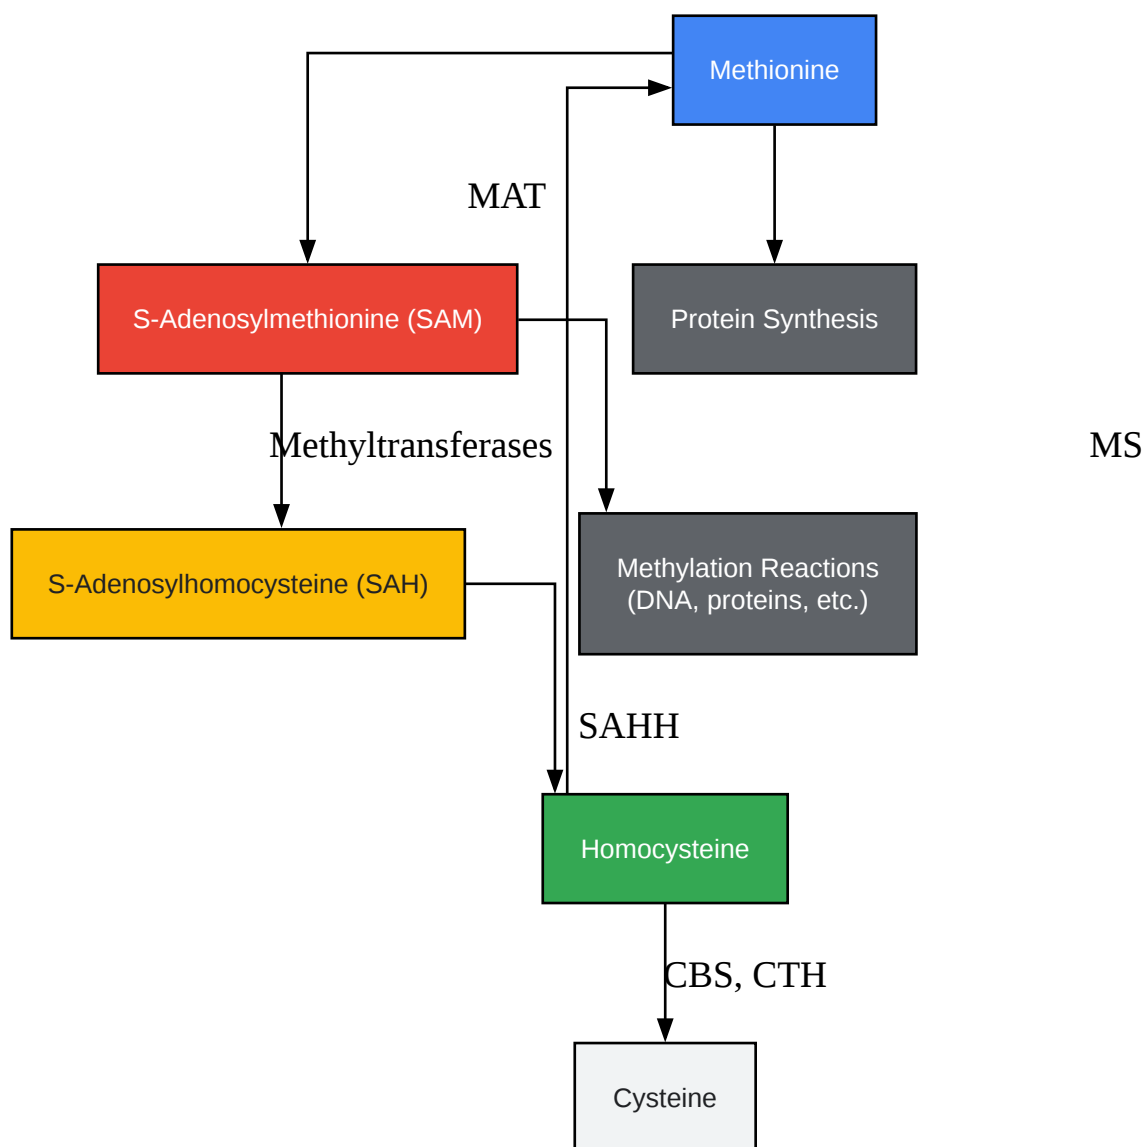 Methionine
MAT
S-Adenosylmethionine (SAM)
Protein Synthesis
Methyltransferases
MS
S-Adenosylhomocysteine (SAH)
Methylation Reactions
(DNA, proteins, etc.)
SAHH
Homocysteine
CBS, CTH
Cysteine